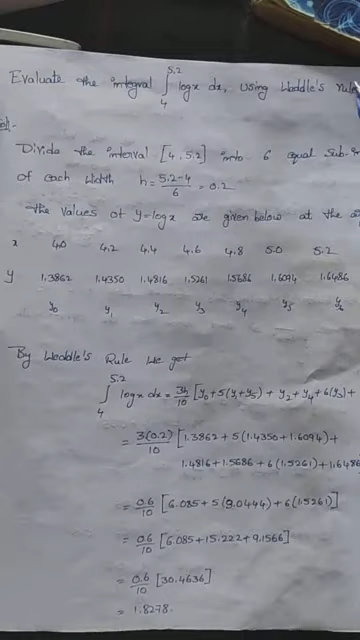 Evaluate the integral ∫ 4 5.2 log x dx, using Weddle's rule
Sol:-
Divide the interval [4, 5.2] into 6 equal sub-
of each width h = 5.2-4/6 = 0.2
The values of y = log x are given below at the
x 4.0 4.2 4.4 4.6 4.8 5.0 5.2
y 1.3862 1.4350 1.4816 1.5261 1.5686 1.6094 1.6486
y0 y1 y2 y3 y4 y5 y6
By Weddle's Rule we get
∫ 4 5.2 log x dx = 3h/10 [y0 + 5(y1+y5) + y2 + y4 + 6(y3) +
= 3(0.2)/10 [1.3862 + 5(1.4350 + 1.6094) +
1.4816 + 1.5686 + 6(1.5261) + 1.6486
= 0.6/10 [6.085 + 5(3.0444) + 6(1.5261)]
= 0.6/10 [6.085 + 15.222 + 9.1566]
= 0.6/10 [30.4636]
= 1.8278.